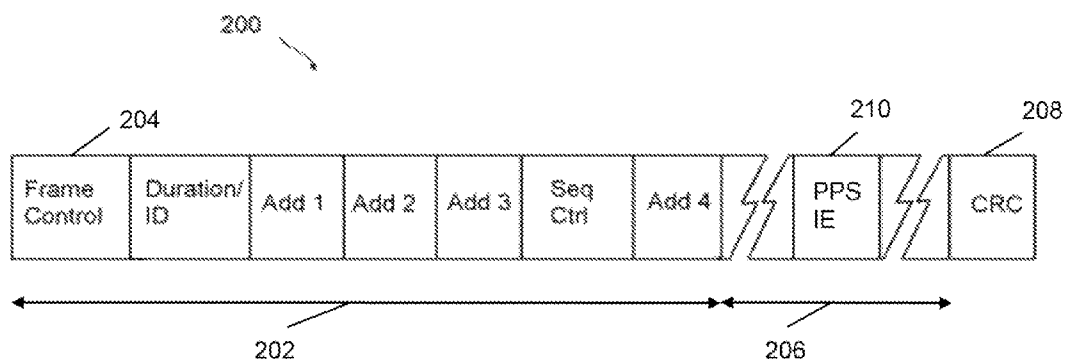 200
204
210
208
Frame
Control
Duration/
ID
Add 1
Add 2
Add 3
Seq
Ctrl
Add 4
PPS
IE
CRC
202
206